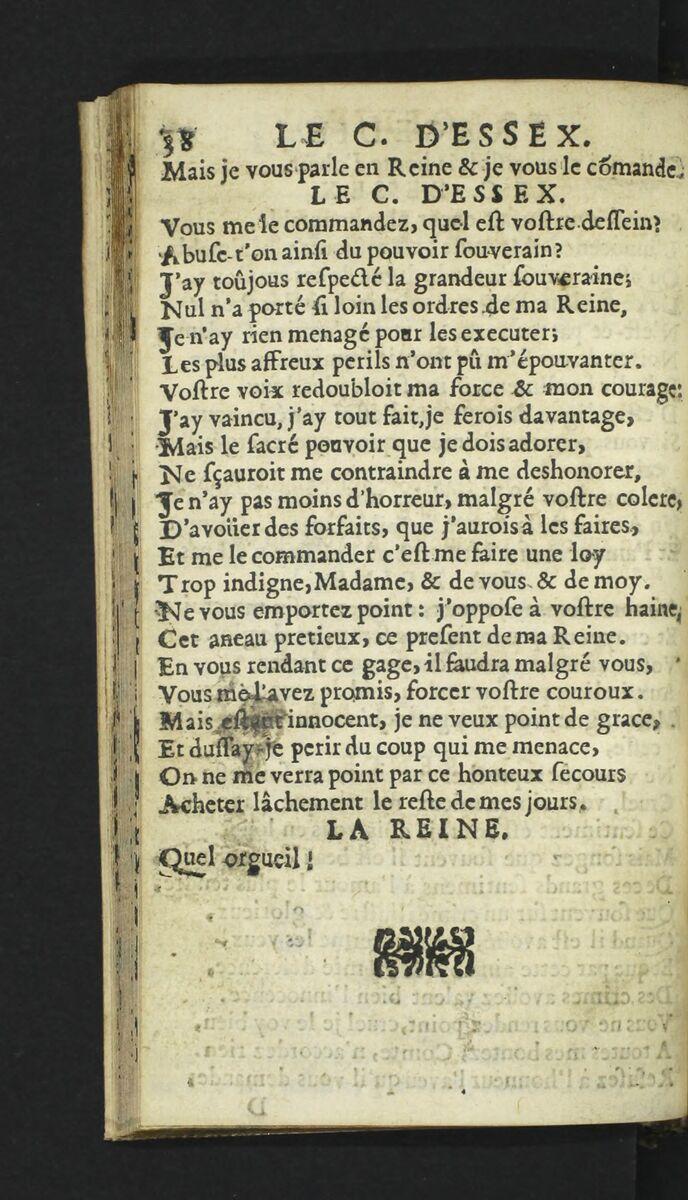 38 LE C. D'ESSEX.
Mais je vous parle en Reine & je vous le cõmande.
LE C. D'ESSEX.
Vous me le commandez, quel eſt voſtre deſſein?
Abuſe-t'on ainſi du pouvoir ſouverain?
J'ay toûjous reſpecté la grandeur ſouveraine;
Nul n'a porté ſi loin les ordres de ma Reine,
Je n'ay rien menagé pour les executer;
Les plus affreux perils n'ont pû m'épouvanter.
Voſtre voix redoubloit ma force & mon courage:
J'ay vaincu, j'ay tout fait, je ferois davantage,
Mais le ſacré pouvoir que je dois adorer,
Ne ſçauroit me contraindre à me deshonorer,
Je n'ay pas moins d'horreur, malgré voſtre colere,
D'avoüer des forfaits, que j'aurois à les faires,
Et me le commander c'eſt me faire une loy
Trop indigne, Madame, & de vous & de moy.
Ne vous emportez point: j'oppoſe à voſtre haine,
Cet aneau pretieux, ce preſent de ma Reine.
En vous rendant ce gage, il faudra malgré vous,
Vous me l'avez promis, forcer voſtre couroux.
Mais eſtant innocent, je ne veux point de grace,
Et duſſay-je perir du coup qui me menace,
On ne me verra point par ce honteux ſecours
Acheter lâchement le reſte de mes jours.
LA REINE.
Quel orgueil!